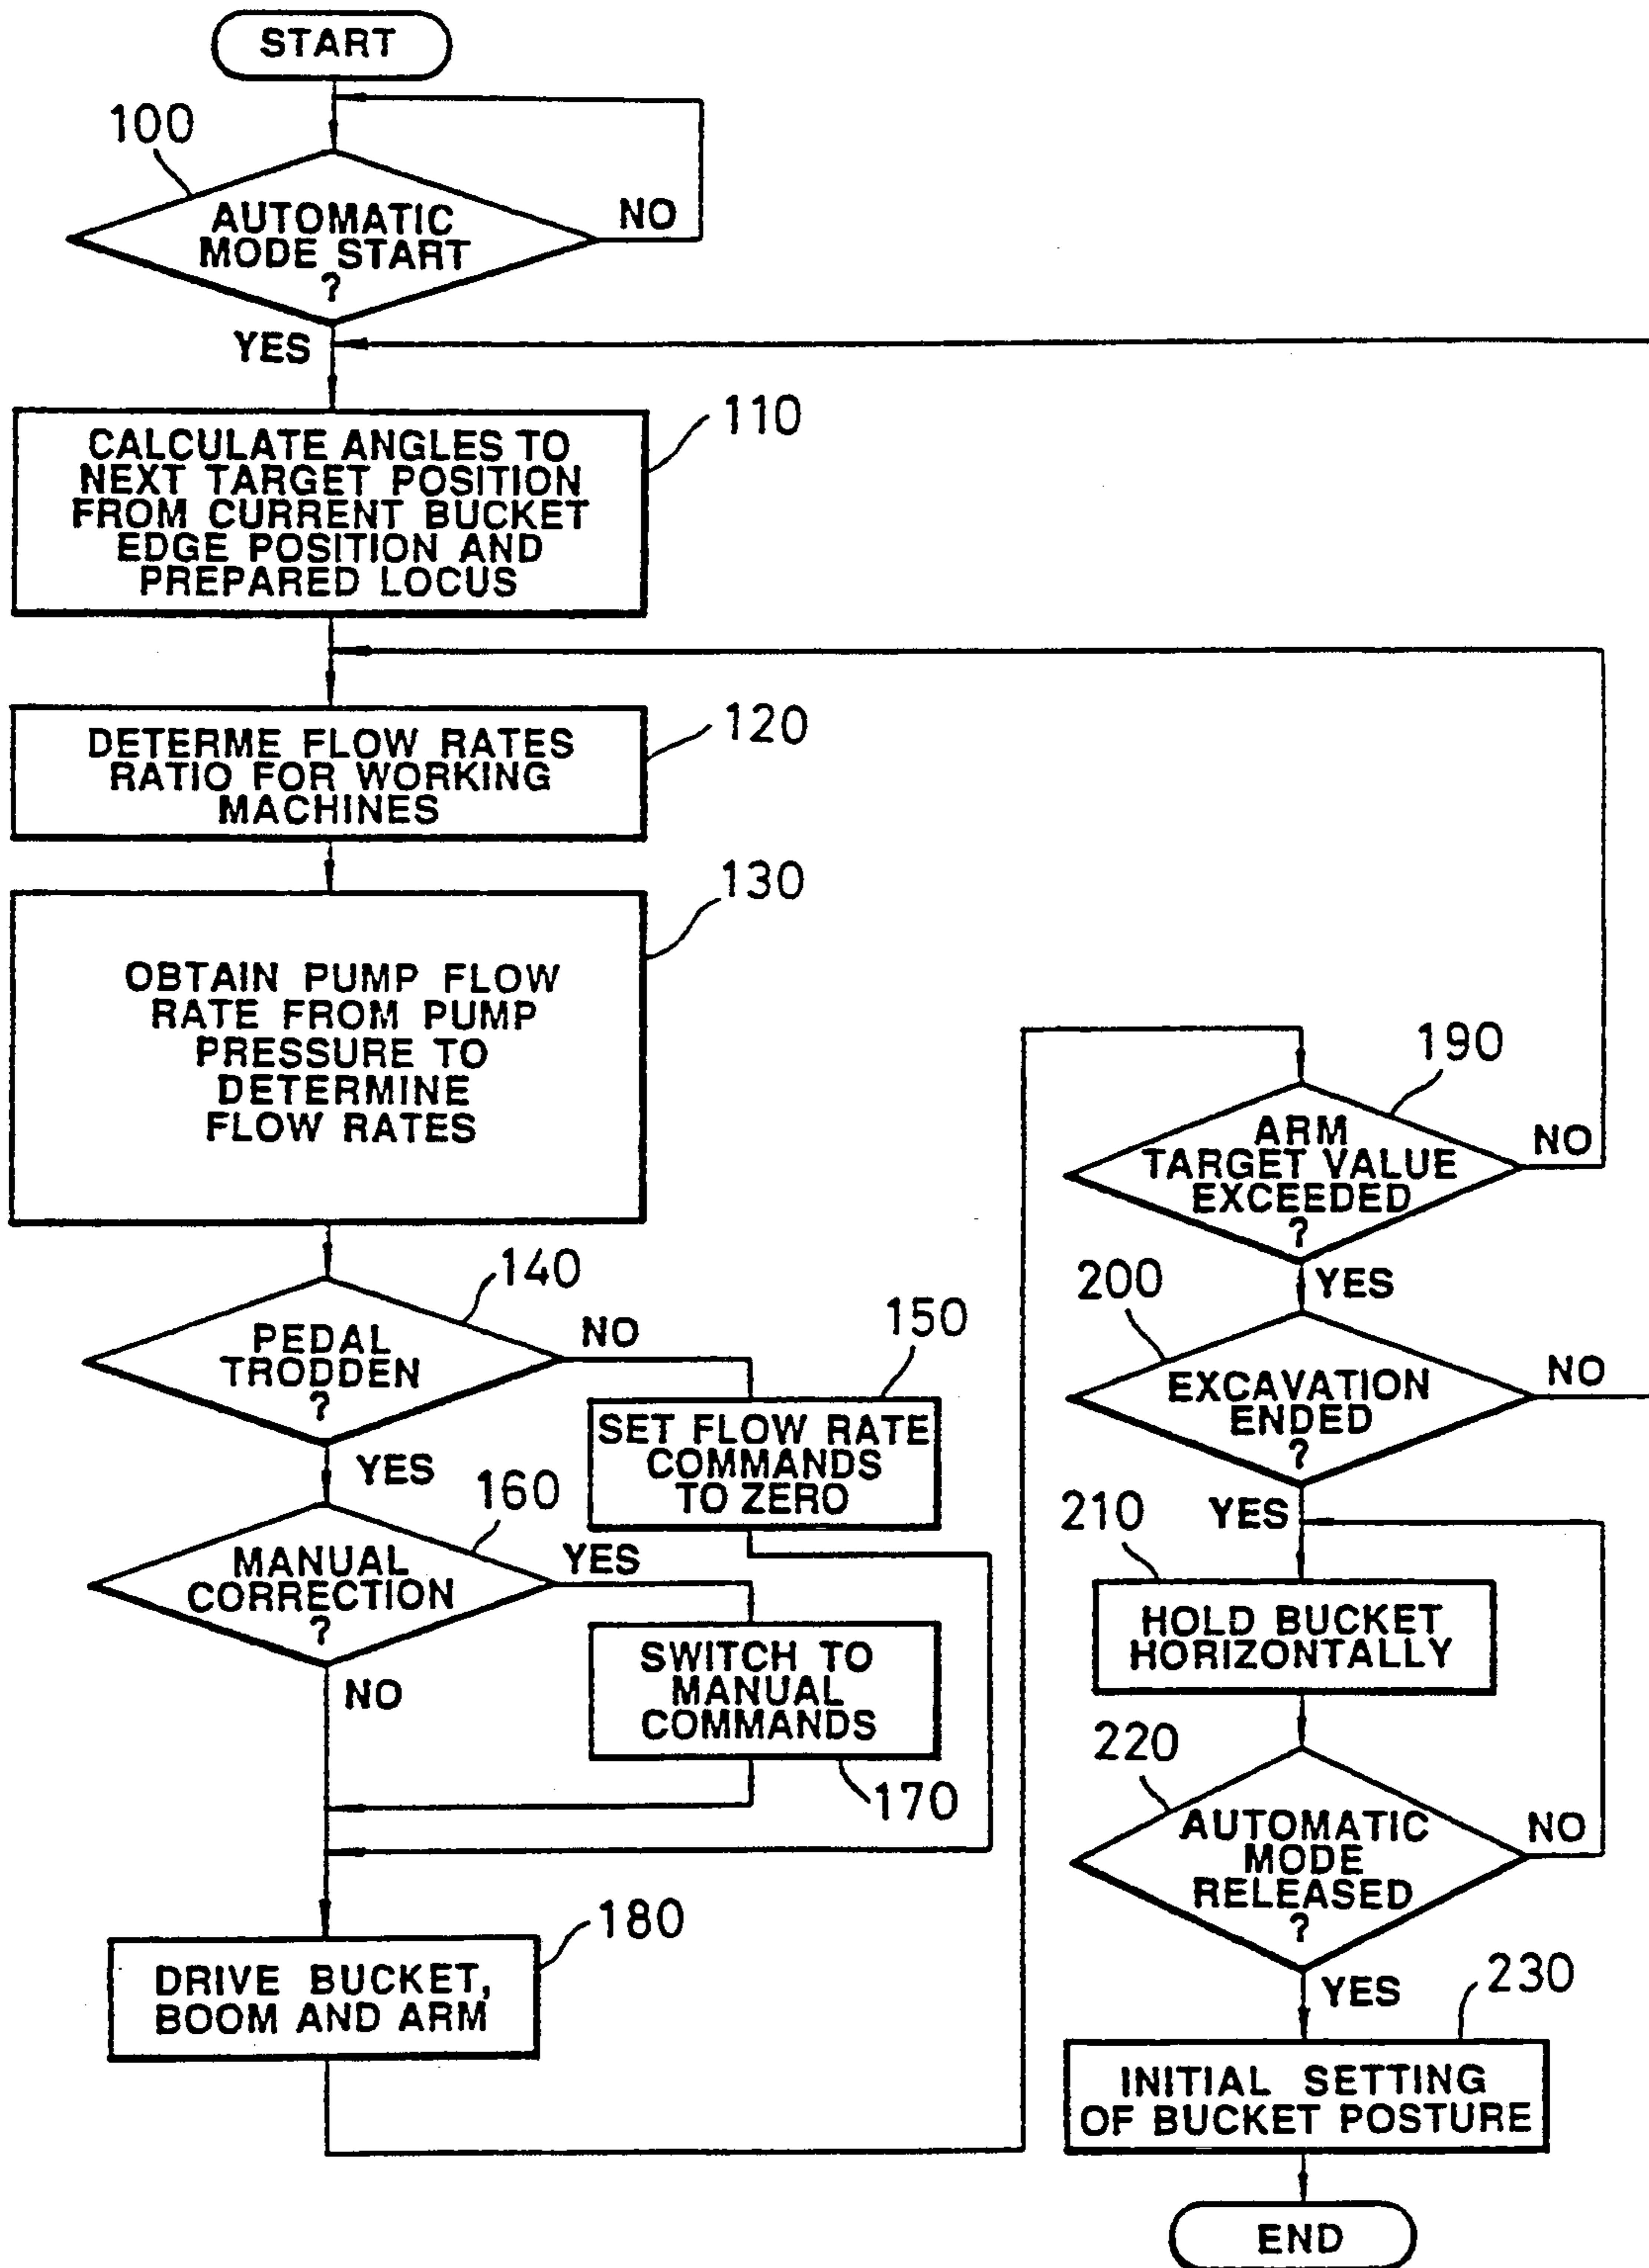 START
100
AUTOMATIC
MODE START
?
NO
YES
110
CALCULATE ANGLES TO
NEXT TARGET POSITION
FROM CURRENT BUCKET
EDGE POSITION AND
PREPARED LOCUS
120
DETERME FLOW RATES
RATIO FOR WORKING
MACHINES
130
OBTAIN PUMP FLOW
RATE FROM PUMP
PRESSURE TO
DETERMINE
FLOW RATES
140
PEDAL
TRODDEN
?
NO
YES
150
SET FLOW RATE
COMMANDS
TO ZERO
160
MANUAL
CORRECTION
?
YES
NO
SWITCH TO
MANUAL
COMMANDS
170
180
DRIVE BUCKET,
BOOM AND ARM
190
ARM
TARGET VALUE
EXCEEDED
?
NO
YES
200
EXCAVATION
ENDED
?
NO
YES
210
HOLD BUCKET
HORIZONTALLY
220
AUTOMATIC
MODE
RELEASED
?
NO
YES
230
INITIAL SETTING
OF BUCKET POSTURE
END